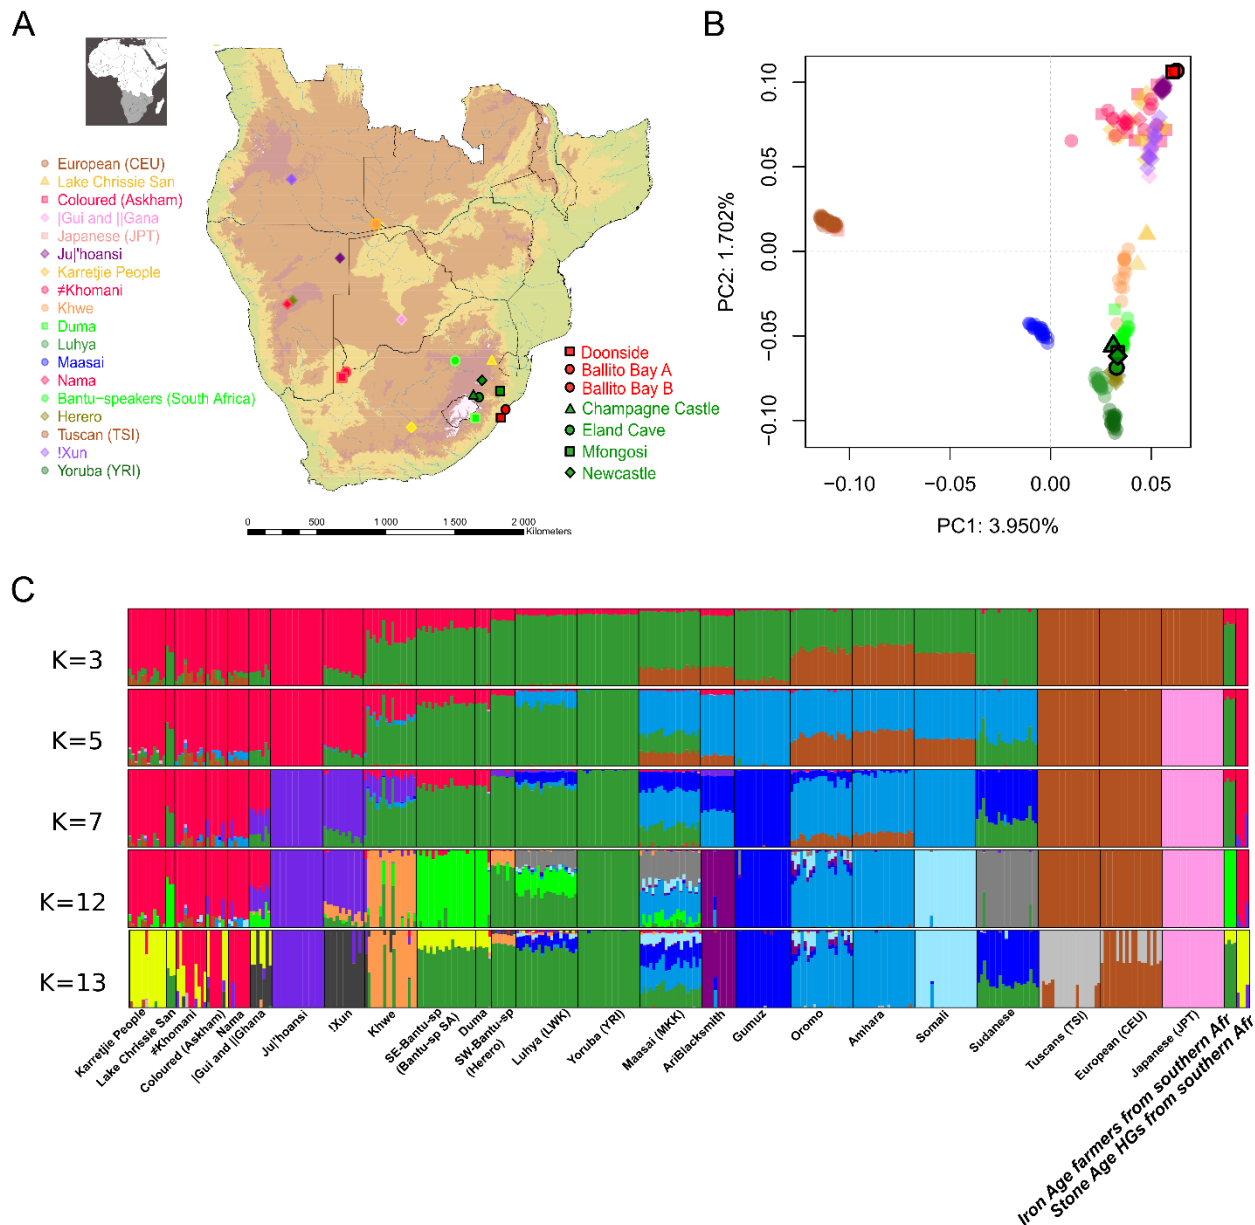 A
European (CEU)
Lake Chrissie San
Coloured (Askham)
|Gui and ||Gana
Japanese (JPT)
Ju|'hoansi
Karretjie People
≠Khomani
Khwe
Duma
Luhya
Maasai
Nama
Bantu−speakers (South Africa)
Herero
Tuscan (TSI)
!Xun
Yoruba (YRI)
Doonside
Ballito Bay A
Ballito Bay B
Champagne Castle
Eland Cave
Mfongosi
Newcastle
0 500 1 000 1 500 2 000
Kilometers
B
PC2: 1.702%
0.10
0.05
0.00
−0.05
−0.10
−0.10 −0.05 0.00 0.05
PC1: 3.950%
C
K=3
K=5
K=7
K=12
K=13
Karretjie People
Lake Chrissie San
≠Khomani
Coloured (Askham)
Nama
|Gui and ||Ghana
Ju|'hoansi
!Xun
Khwe
SE-Bantu-sp
(Bantu-sp SA)
Duma
SW-Bantu-sp
(Herero)
Luhya (LWK)
Yoruba (YRI)
Maasai (MKK)
AriBlacksmith
Gumuz
Oromo
Amhara
Somali
Sudanese
Tuscans (TSI)
European (CEU)
Japanese (JPT)
Iron Age farmers from southern Afr
Stone Age HGs from southern Afr